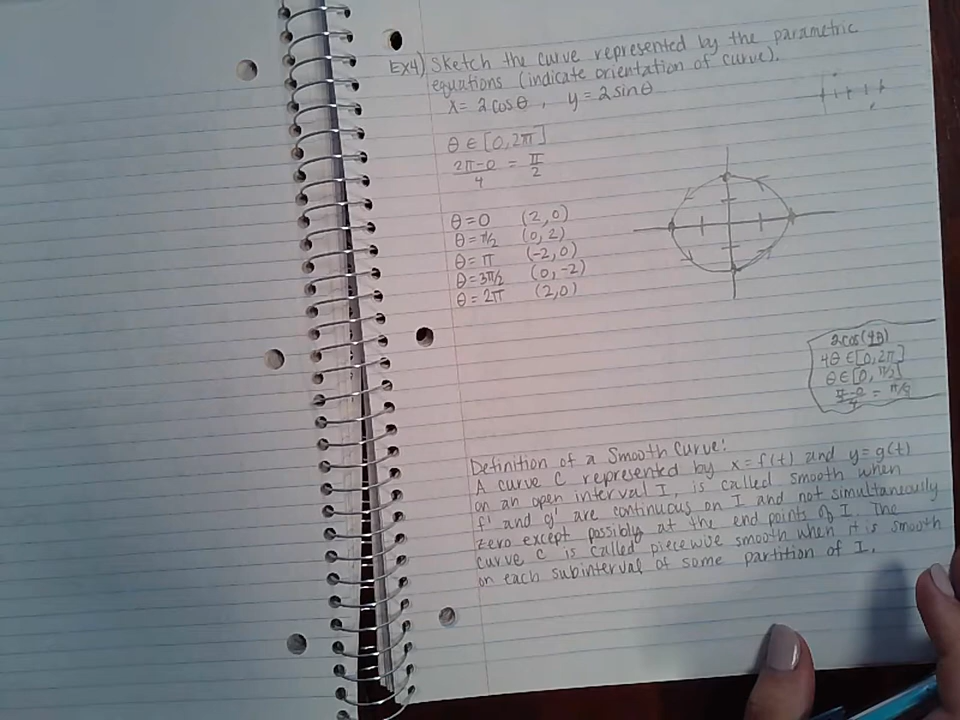 Ex4) Sketch the curve represented by the parametric
equations (indicate orientation of curve).
x = 2cosθ , y = 2sinθ
θ ∈ [0, 2π]
2π-0/4 = π/2
θ = 0 (2, 0)
θ = π/2 (0, 2)
θ = π (-2, 0)
θ = 3π/2 (0, -2)
θ = 2π (2, 0)
2cos(4θ)
4θ ∈ [0, 2π]
θ ∈ [0, π/2]
Definition of a Smooth Curve:
A curve C represented by x = f(t) and y = g(t)
on an open interval I, is called smooth when
f' and g' are continuous on I and not simultaneously
zero except possibly at the end points of I. The
curve C is called piecewise smooth when it is smooth
on each subinterval of some partition of I.